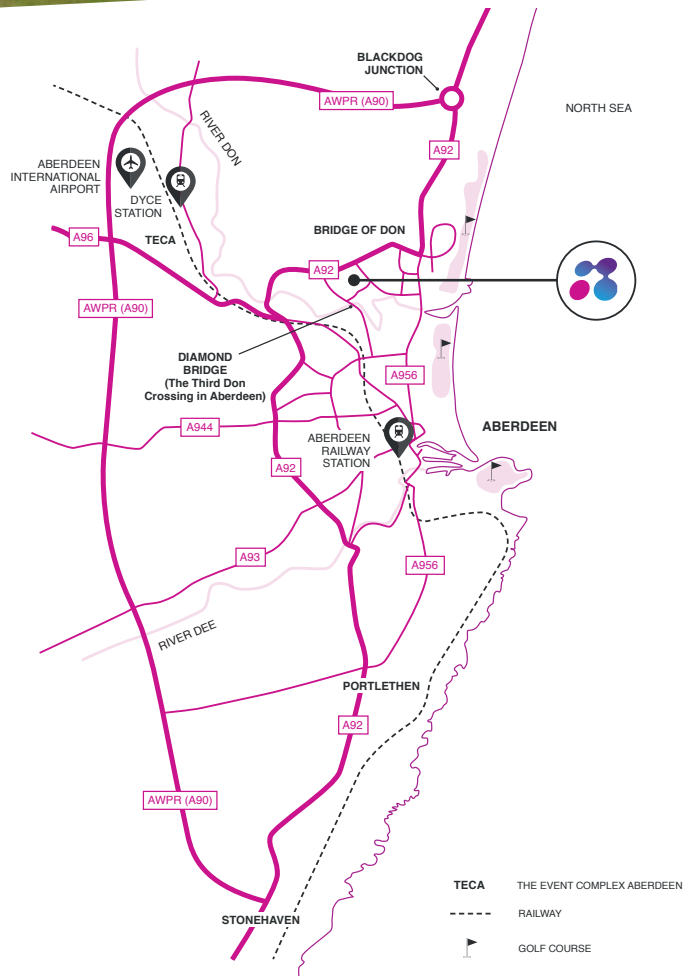 BLACKDOG
JUNCTION
AWPR (A90)
NORTH SEA
RIVER DON
A92
ABERDEEN
INTERNATIONAL
AIRPORT
DYCE
STATION
A96
TECA
BRIDGE OF DON
A92
AWPR (A90)
DIAMOND
BRIDGE
(The Third Don
Crossing in Aberdeen)
A956
A944
ABERDEEN
ABERDEEN
RAILWAY
STATION
A92
A93
A956
RIVER DEE
PORTLETHEN
A92
AWPR (A90)
STONEHAVEN
TECA THE EVENT COMPLEX ABERDEEN
RAILWAY
GOLF COURSE